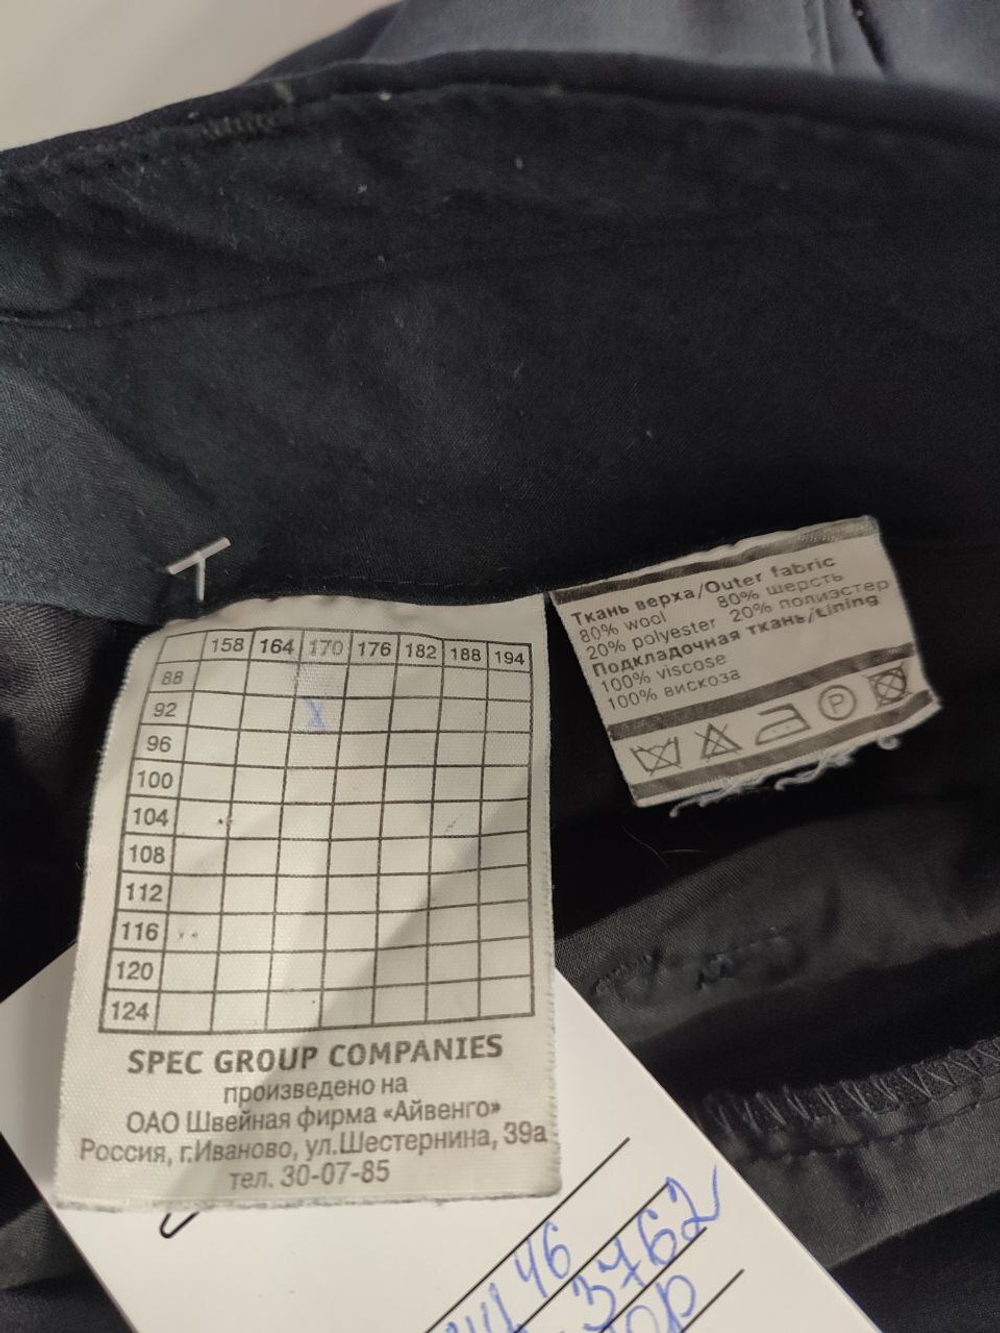 158 164 170 176 182 188 194
88
92 X
96
100
104
108
112
116
120
124
SPEC GROUP COMPANIES
произведено на
ОАО Швейная фирма «Айвенго»
Россия, г.Иваново, ул.Шестернина, 39а
тел. 30-07-85
Ткань верха/Outer fabric
80% wool 80% шерсть
20% polyester 20% полиэстер
Подкладочная ткань/Lining
100% viscose
100% вискоза
P
46
3762